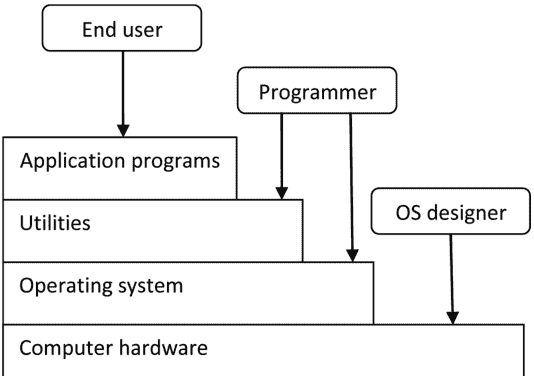 End user
Programmer
Application programs
OS designer
Utilities
Operating system
Computer hardware